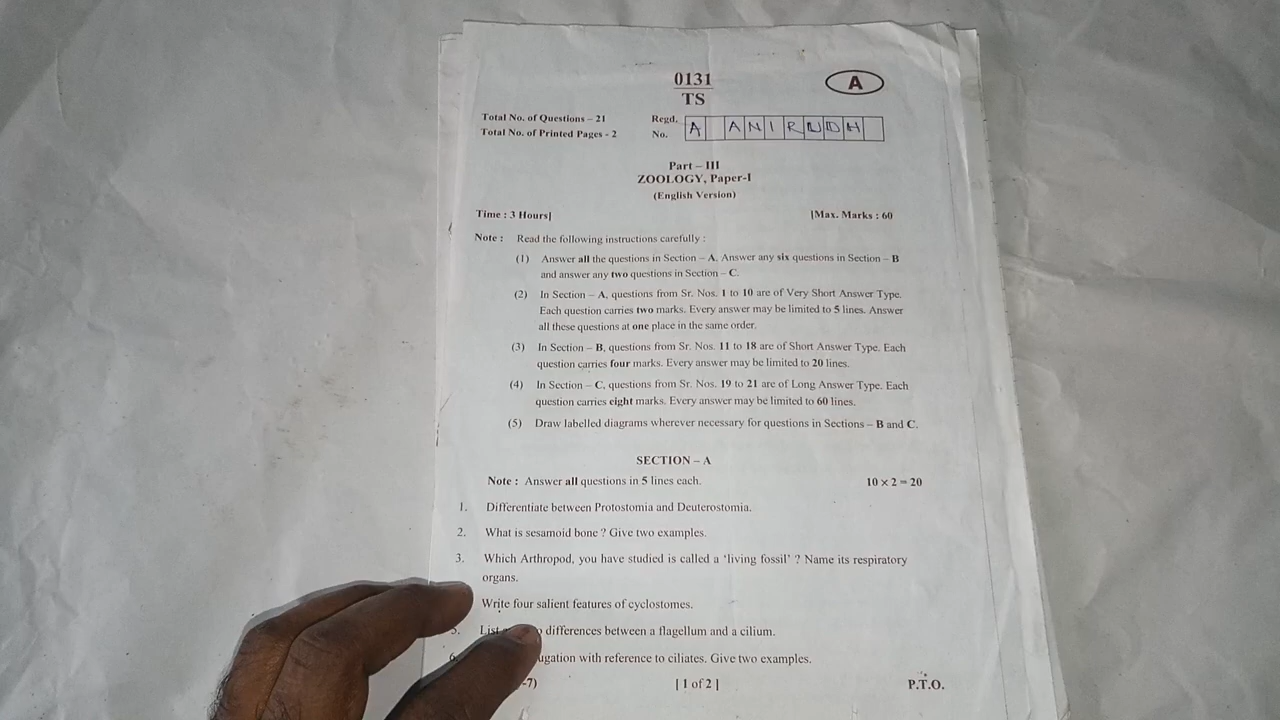 0131
TS
A
Total No. of Questions – 21
Total No. of Printed Pages - 2
Regd.
No.
A ANIRUDH
Part – III
ZOOLOGY, Paper-I
(English Version)
Time : 3 Hours]
[Max. Marks : 60
Note : Read the following instructions carefully :
(1) Answer all the questions in Section – A. Answer any six questions in Section – B
and answer any two questions in Section – C.
(2) In Section – A, questions from Sr. Nos. 1 to 10 are of Very Short Answer Type.
Each question carries two marks. Every answer may be limited to 5 lines. Answer
all these questions at one place in the same order.
(3) In Section – B, questions from Sr. Nos. 11 to 18 are of Short Answer Type. Each
question carries four marks. Every answer may be limited to 20 lines.
(4) In Section – C, questions from Sr. Nos. 19 to 21 are of Long Answer Type. Each
question carries eight marks. Every answer may be limited to 60 lines.
(5) Draw labelled diagrams wherever necessary for questions in Sections – B and C.
SECTION – A
Note : Answer all questions in 5 lines each.
10 × 2 = 20
1. Differentiate between Protostomia and Deuterostomia.
2. What is sesamoid bone ? Give two examples.
3. Which Arthropod, you have studied is called a ‘living fossil’ ? Name its respiratory
organs.
Write four salient features of cyclostomes.
5. List differences between a flagellum and a cilium.
6. with reference to ciliates. Give two examples.
[ 1 of 2 ]
P.T.O.